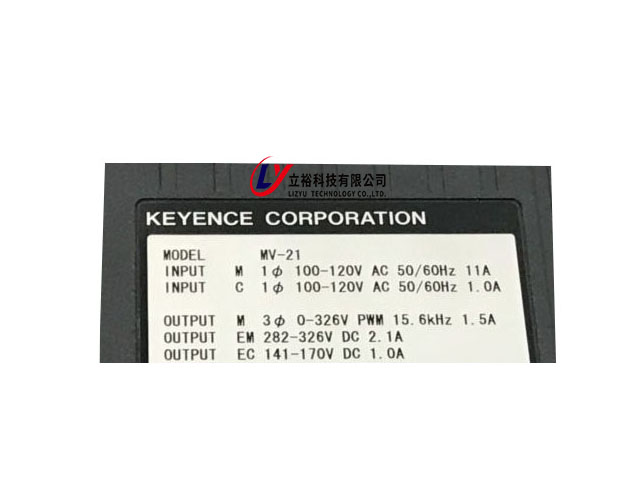 LY 立裕科技有限公司
LIZYU TECHNOLOGY CO.,LTD.
KEYENCE CORPORATION
MODEL MV-21
INPUT M 1φ 100-120V AC 50/60Hz 11A
INPUT C 1φ 100-120V AC 50/60Hz 1.0A
OUTPUT M 3φ 0-326V PWM 15.6kHz 1.5A
OUTPUT EM 282-326V DC 2.1A
OUTPUT EC 141-170V DC 1.0A